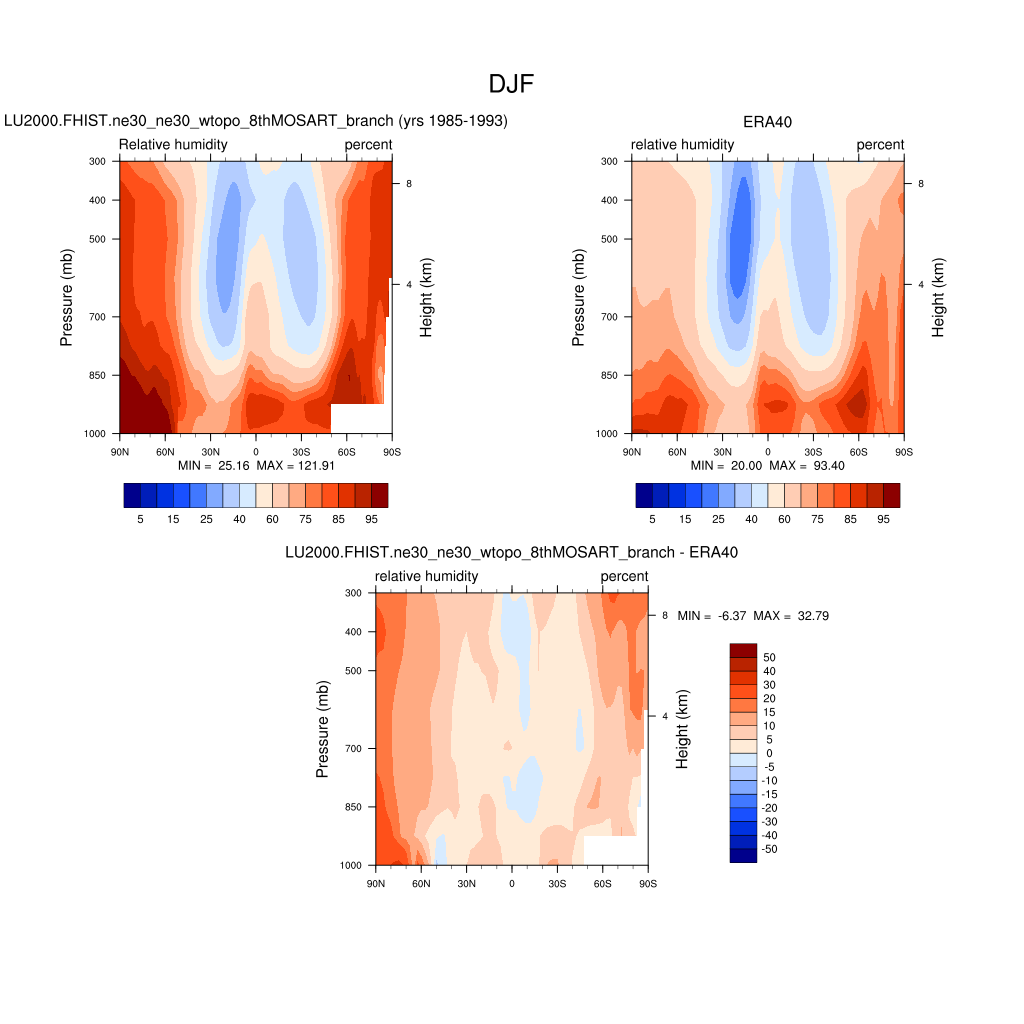 DJF
LU2000.FHIST.ne30_ne30_wtopo_8thMOSART_branch (yrs 1985-1993)
Relative humidity percent
300
400
500
700
850
1000
Pressure (mb)
8
4
Height (km)
90N 60N 30N 0 30S 60S 90S
MIN = 25.16 MAX = 121.91
5 15 25 40 60 75 85 95
ERA40
relative humidity percent
300
400
500
700
850
1000
Pressure (mb)
8
4
Height (km)
90N 60N 30N 0 30S 60S 90S
MIN = 20.00 MAX = 93.40
5 15 25 40 60 75 85 95
LU2000.FHIST.ne30_ne30_wtopo_8thMOSART_branch - ERA40
relative humidity percent
300
400
500
700
850
1000
Pressure (mb)
8
4
Height (km)
90N 60N 30N 0 30S 60S 90S
MIN = -6.37 MAX = 32.79
50
40
30
20
15
10
5
0
-5
-10
-15
-20
-30
-40
-50